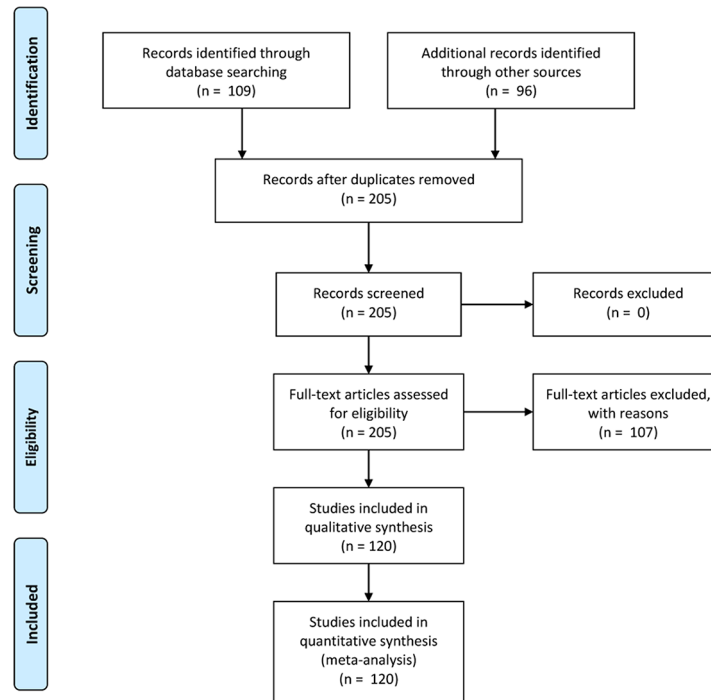 Identification
Records identified through
database searching
(n = 109)
Additional records identified
through other sources
(n = 96)
Records after duplicates removed
(n = 205)
Screening
Records screened
(n = 205)
Records excluded
(n = 0)
Eligibility
Full-text articles assessed
for eligibility
(n = 205)
Full-text articles excluded,
with reasons
(n = 107)
Studies included in
qualitative synthesis
(n = 120)
Included
Studies included in
quantitative synthesis
(meta-analysis)
(n = 120)